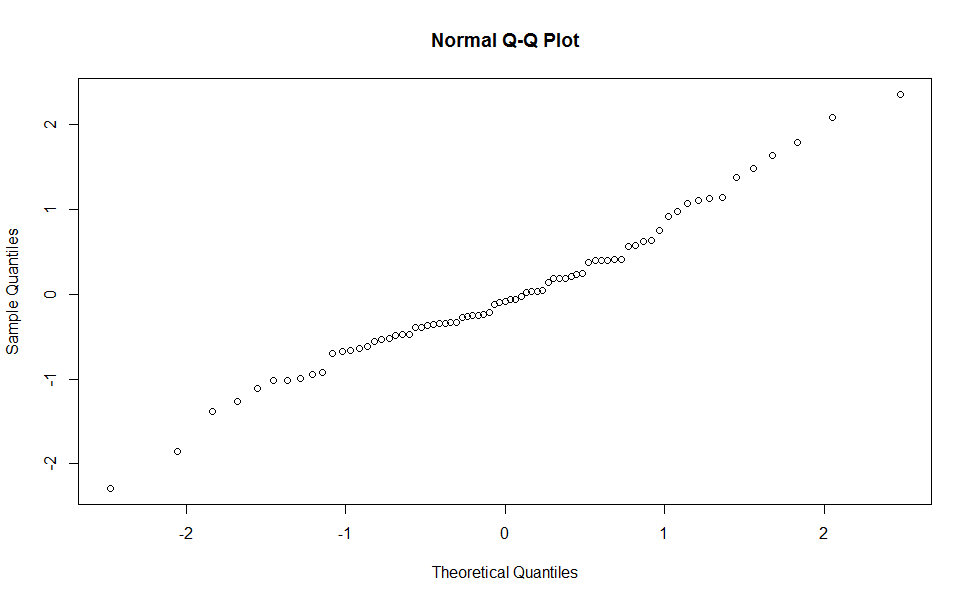 Normal Q-Q Plot
2
1
0
-1
-2
Sample Quantiles
-2 -1 0 1 2
Theoretical Quantiles